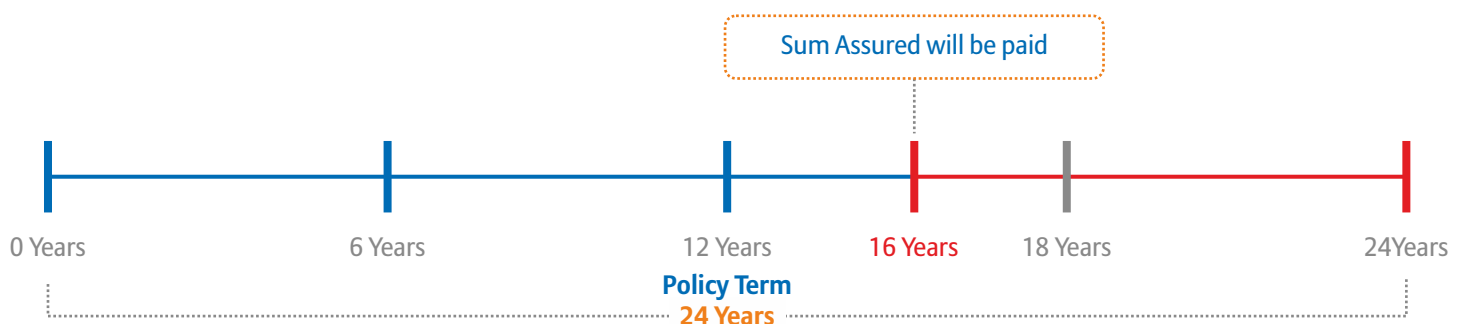 Sum Assured will be paid
0 Years
6 Years
12 Years
16 Years
18 Years
24Years
Policy Term
24 Years